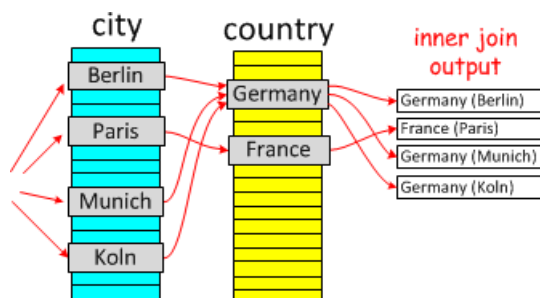 city
country
inner join
output
Berlin
Paris
Munich
Koln
Germany
France
Germany (Berlin)
France (Paris)
Germany (Munich)
Germany (Koln)